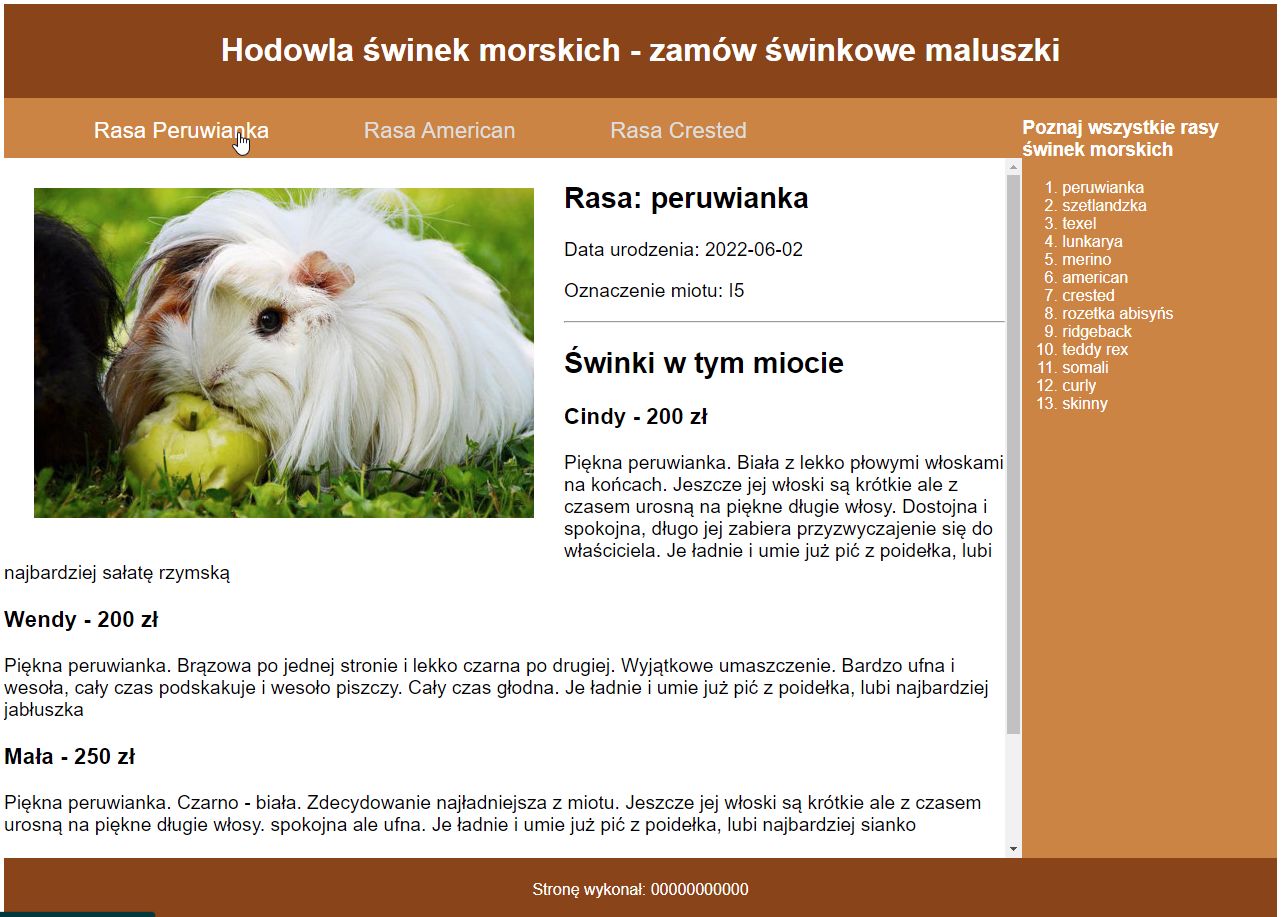 Hodowla świnek morskich - zamów świnkowe maluszki
Rasa Peruwianka
Rasa American
Rasa Crested
Rasa: peruwianka
Data urodzenia: 2022-06-02
Oznaczenie miotu: I5
Świnki w tym miocie
Cindy - 200 zł
Piękna peruwianka. Biała z lekko płowymi włoskami
na końcach. Jeszcze jej włoski są krótkie ale z
czasem urosną na piękne długie włosy. Dostojna i
spokojna, długo jej zabiera przyzwyczajenie się do
właściciela. Je ładnie i umie już pić z poidełka, lubi
najbardziej sałatę rzymską
Wendy - 200 zł
Piękna peruwianka. Brązowa po jednej stronie i lekko czarna po drugiej. Wyjątkowe umaszczenie. Bardzo ufna i
wesoła, cały czas podskakuje i wesoło piszczy. Cały czas głodna. Je ładnie i umie już pić z poidełka, lubi najbardziej
jabłuszka
Mała - 250 zł
Piękna peruwianka. Czarno - biała. Zdecydowanie najładniejsza z miotu. Jeszcze jej włoski są krótkie ale z czasem
urosną na piękne długie włosy. spokojna ale ufna. Je ładnie i umie już pić z poidełka, lubi najbardziej sianko
Poznaj wszystkie rasy
świnek morskich
1. peruwianka
2. szetlandzka
3. texel
4. lunkarya
5. merino
6. american
7. crested
8. rozetka abisyńs
9. ridgeback
10. teddy rex
11. somali
12. curly
13. skinny
Stronę wykonał: 00000000000